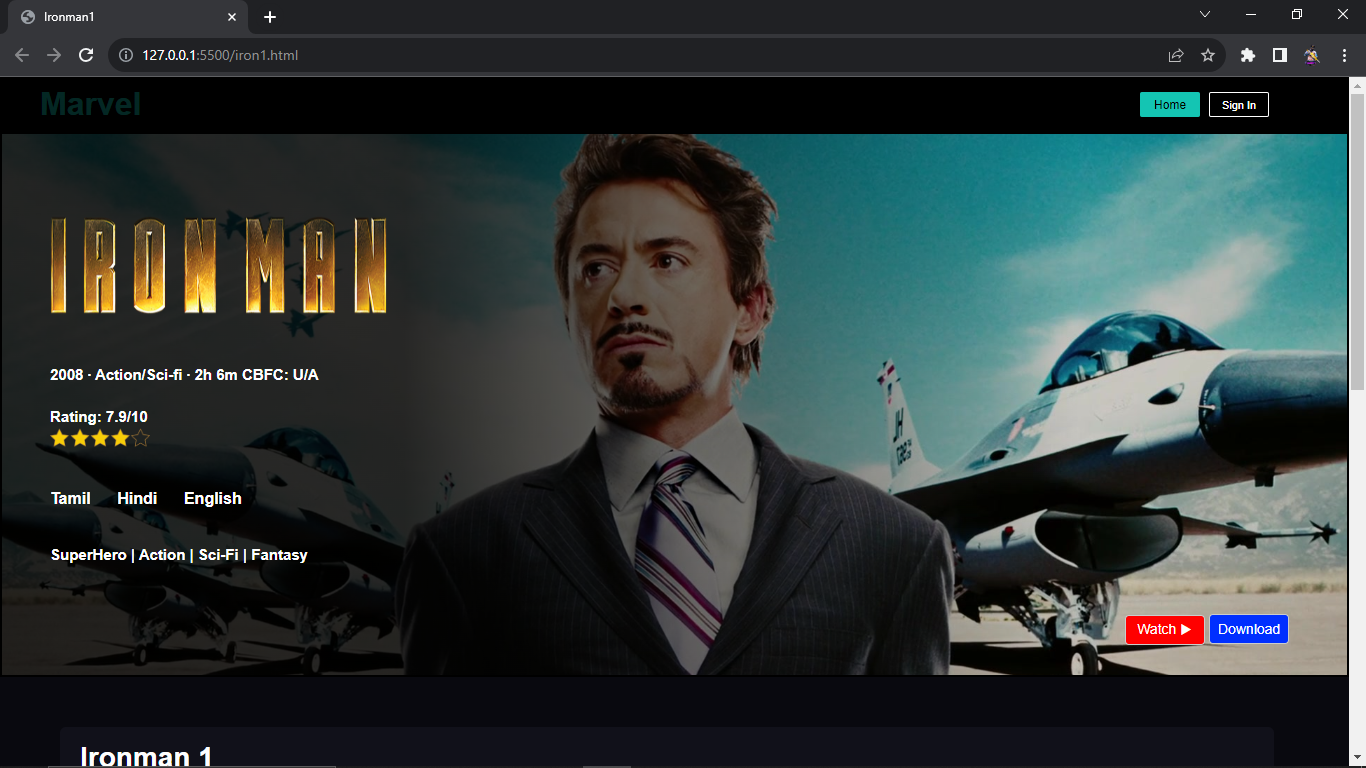 Ironman1
127.0.0.1:5500/iron1.html
Marvel
Home
Sign In
IRON MAN
2008 · Action/Sci-fi · 2h 6m CBFC: U/A
Rating: 7.9/10
JH
Tamil Hindi English
SuperHero | Action | Sci-Fi | Fantasy
Watch ▶
Download
Ironman 1